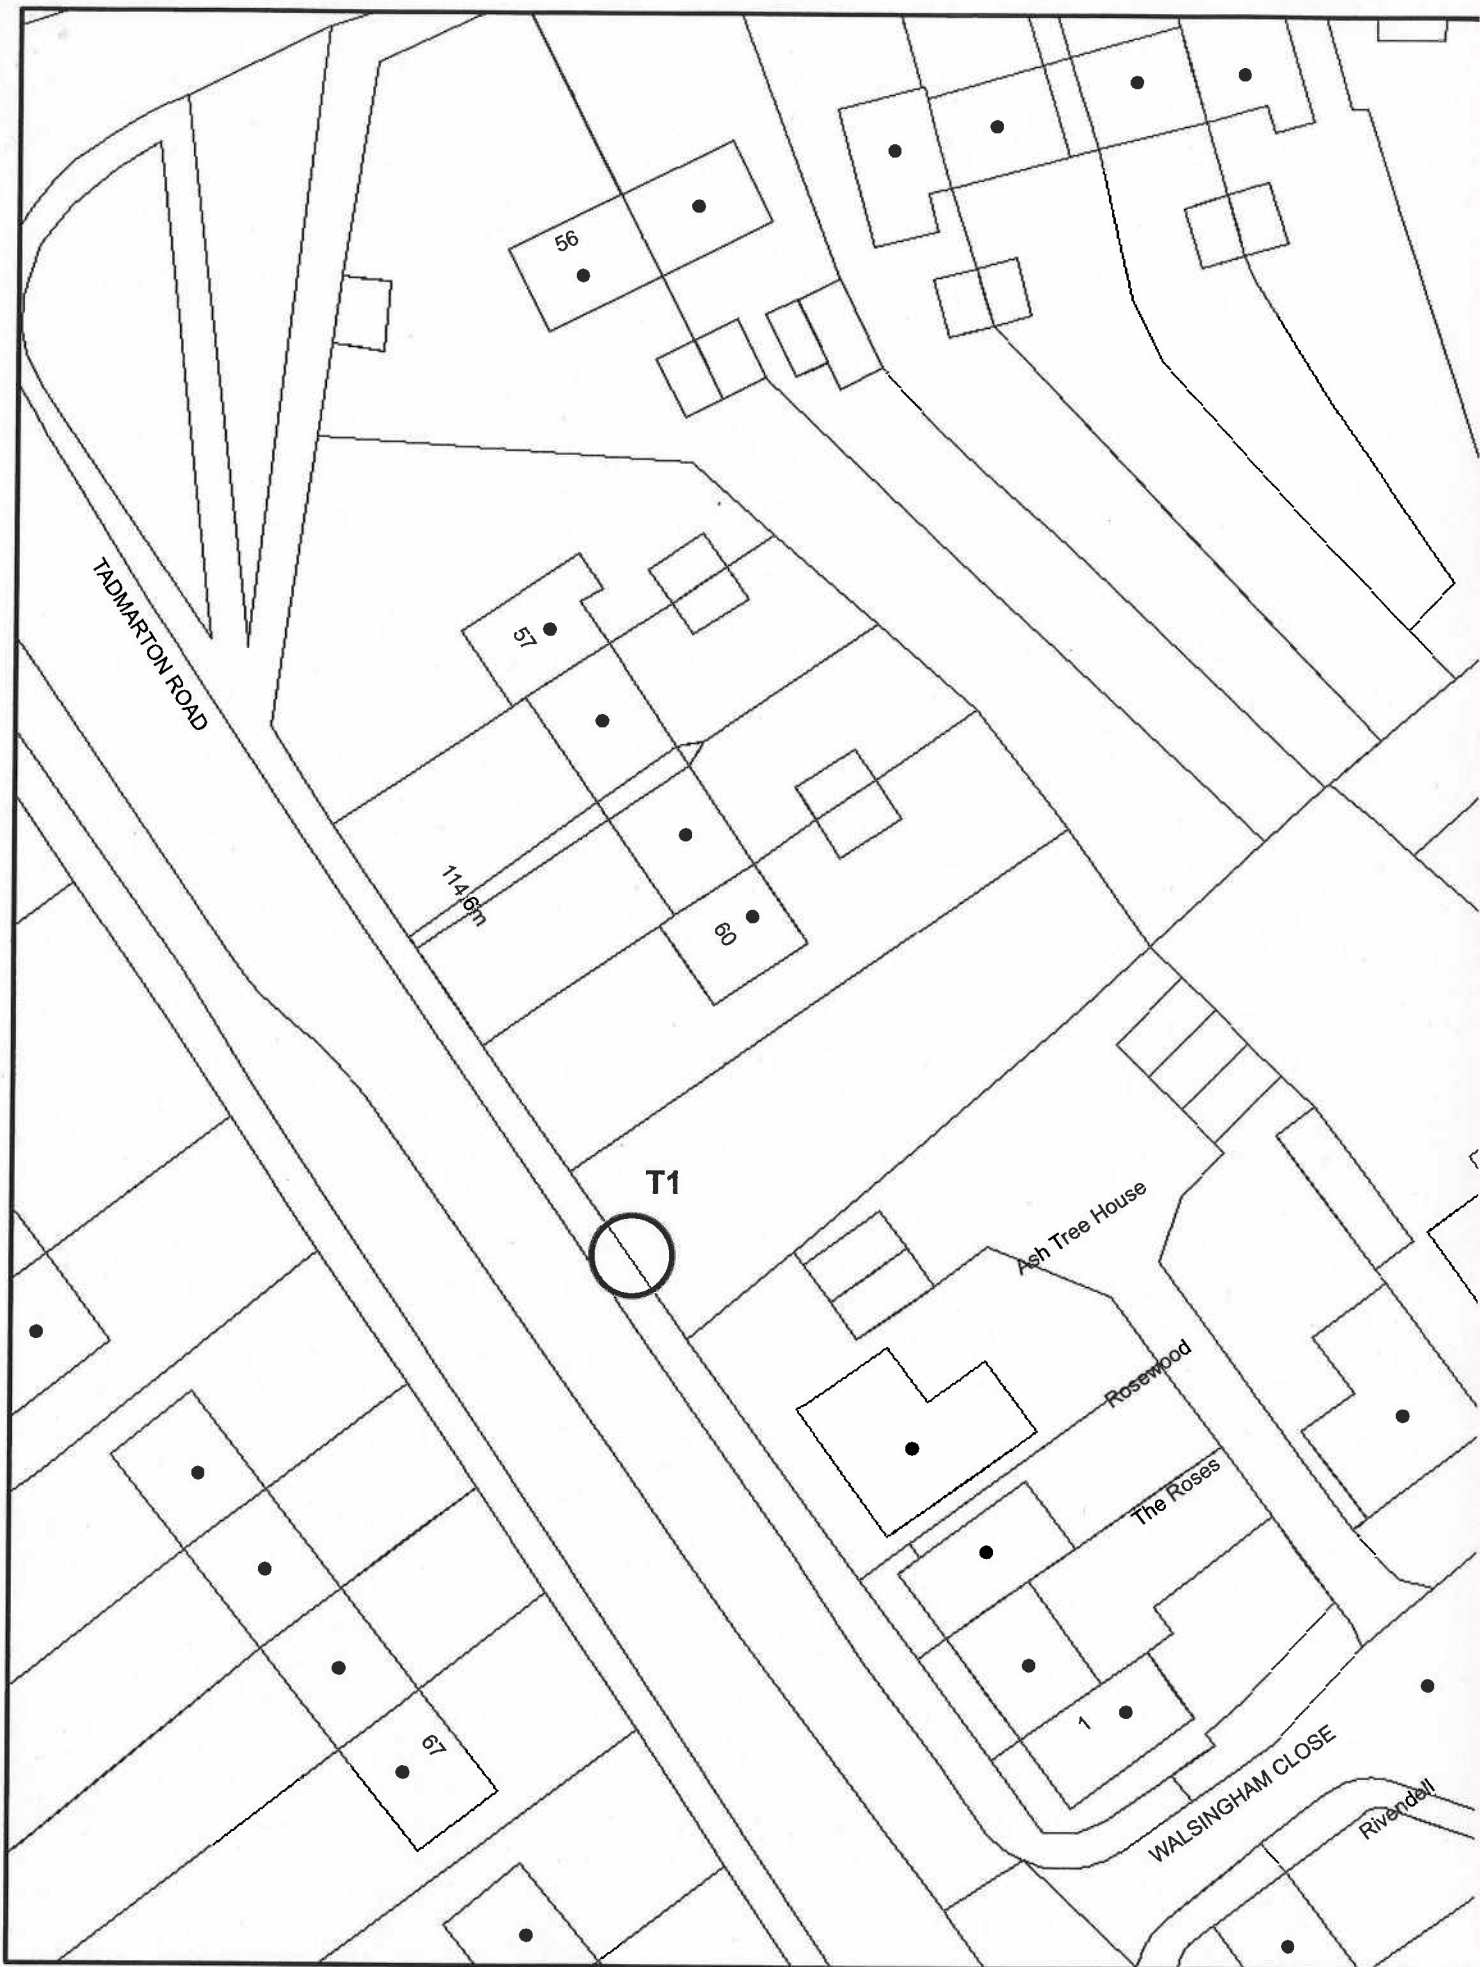 56
TADMARTON ROAD
57
114.6m
60
T1
Ash Tree House
Rosewood
The Roses
67
1
WALSINGHAM CLOSE
Rivendell